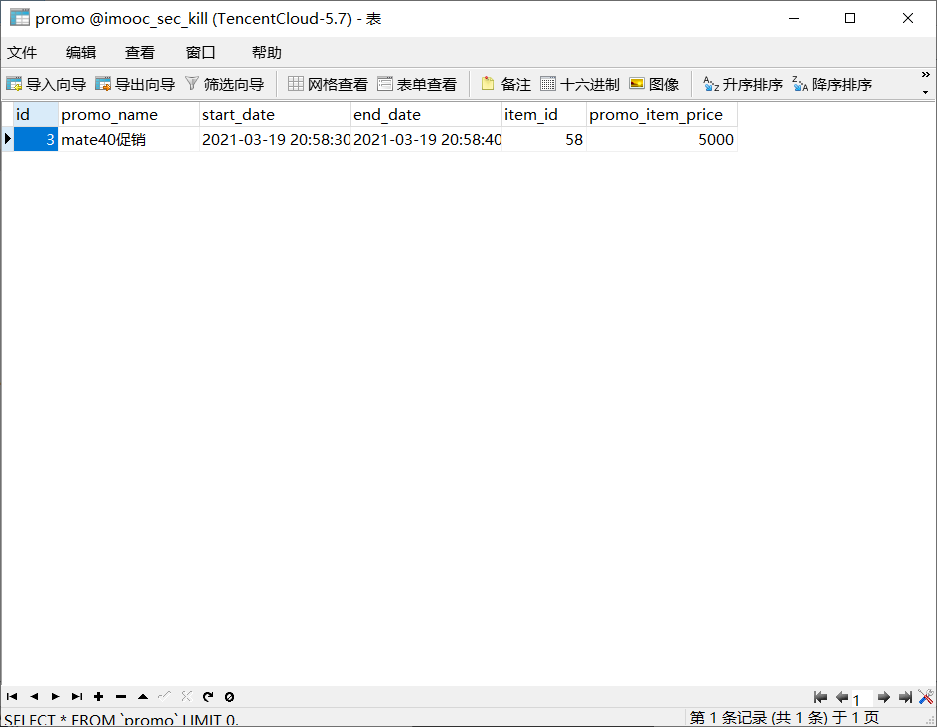 promo @imooc_sec_kill (TencentCloud-5.7) - 表
文件 编辑 查看 窗口 帮助
导入向导 导出向导 筛选向导 网格查看 表单查看 备注 十六进制 图像 升序排序 降序排序
id promo_name start_date end_date item_id promo_item_price
3 mate40促销 2021-03-19 20:58:30 2021-03-19 20:58:40 58 5000
1
SELECT * FROM `promo` LIMIT 0, 第 1 条记录 (共 1 条) 于 1 页